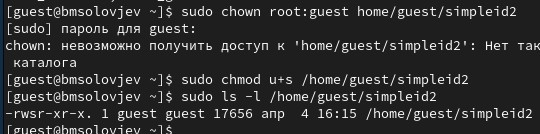 [guest@bmsolovjev ~]$ sudo chown root:guest home/guest/simpleid2
[sudo] пароль для guest:
chown: невозможно получить доступ к 'home/guest/simpleid2': Нет так
каталога
[guest@bmsolovjev ~]$ sudo chmod u+s /home/guest/simpleid2
[guest@bmsolovjev ~]$ sudo ls -l /home/guest/simpleid2
-rwsr-xr-x. 1 guest guest 17656 апр  4 16:15 /home/guest/simpleid2
[guest@bmsolovjev ~]$